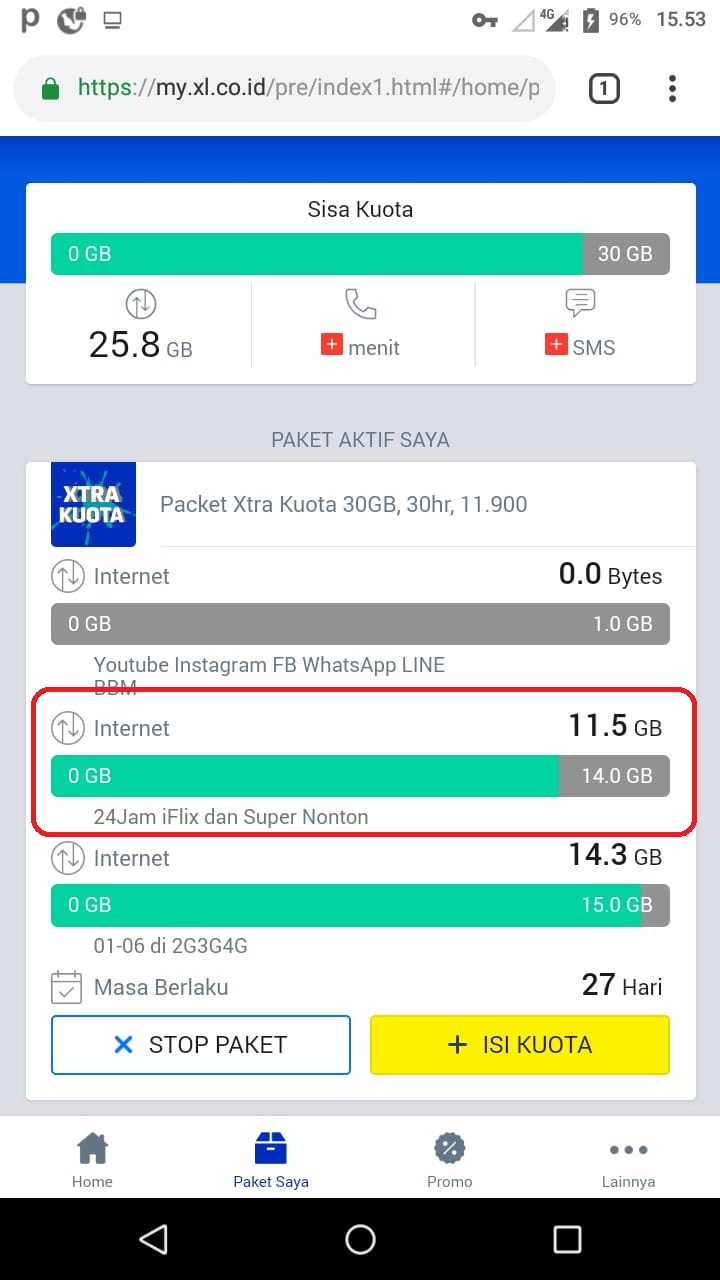 4G 96% 15.53
https://my.xl.co.id/pre/index1.html#/home/p
1
Sisa Kuota
0 GB 30 GB
25.8 GB menit SMS
PAKET AKTIF SAYA
XTRA
KUOTA
Packet Xtra Kuota 30GB, 30hr, 11.900
Internet 0.0 Bytes
0 GB 1.0 GB
Youtube Instagram FB WhatsApp LINE
BBM
Internet 11.5 GB
0 GB 14.0 GB
24Jam iFlix dan Super Nonton
Internet 14.3 GB
0 GB 15.0 GB
01-06 di 2G3G4G
Masa Berlaku 27 Hari
STOP PAKET + ISI KUOTA
Home Paket Saya Promo Lainnya